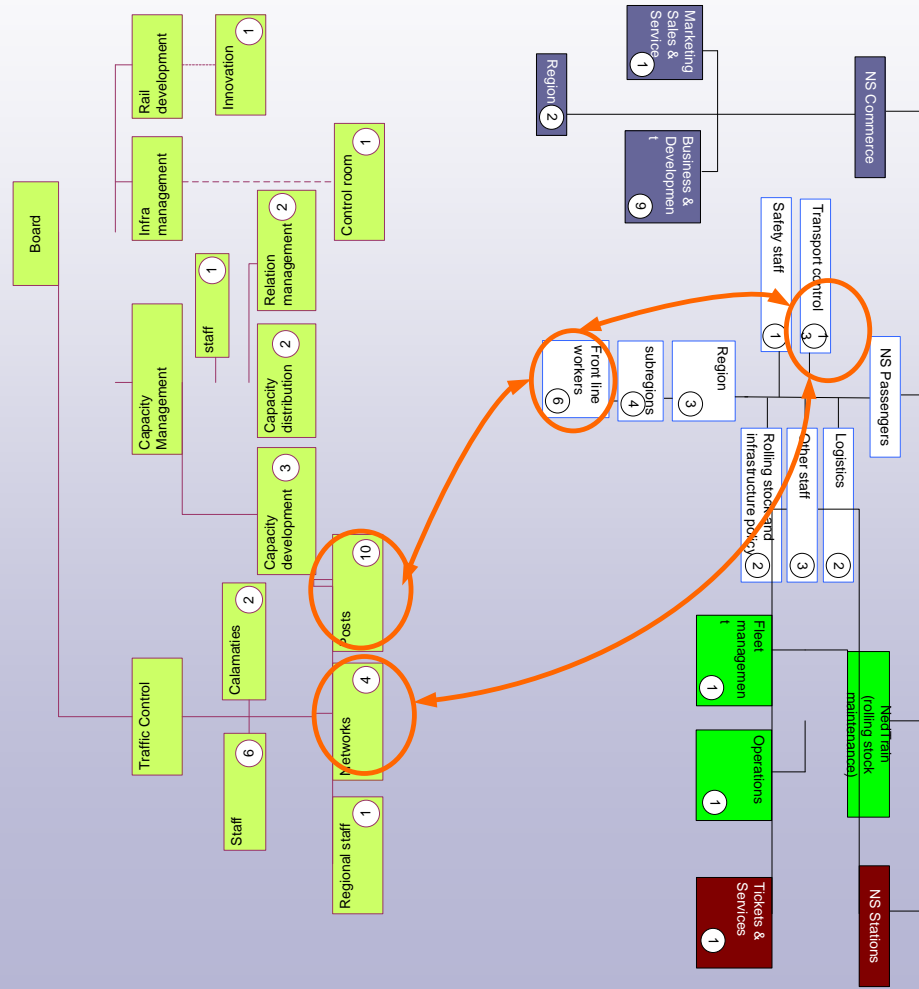 Board
Rail
development
Innovation
1
Infra
management
Control room
1
Capacity
Management
staff
1
Relation
management
2
Capacity
distribution
2
Capacity
development
3
Traffic Control
Calamaties
2
Staff
6
Posts
10
Networks
4
Regional staff
1
NS Commerce
Marketing
Sales &
Service
1
Business &
Developmen
t
9
Region
2
NS Passengers
Transport control
1
3
Safety staff
1
Region
3
subregions
4
Front line
workers
6
Logistics
2
Other staff
3
Rolling stock and
infrastructure policy
2
NedTrain
(rolling stock
maintenance)
Fleet
managemen
t
1
Operations
1
NS Stations
Tickets &
Services
1